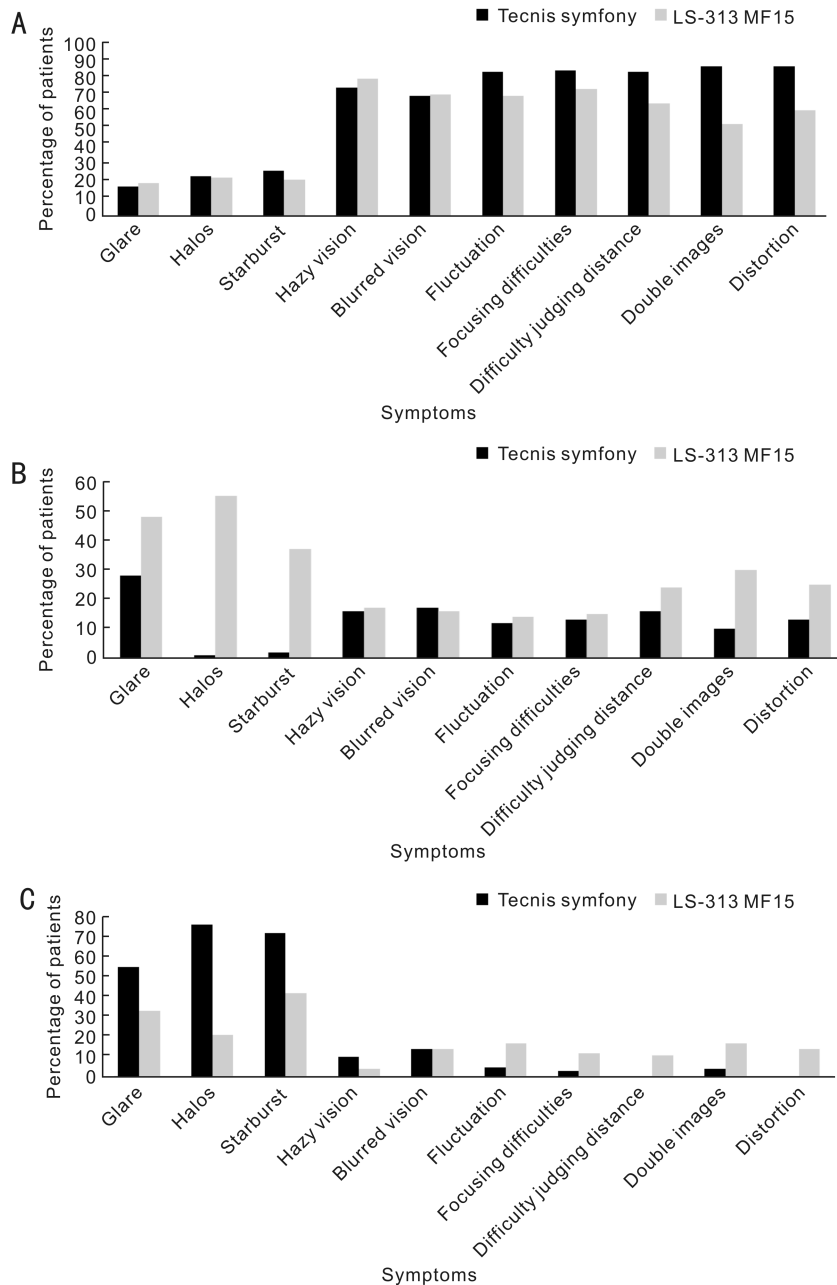 A
Tecnis symfony LS-313 MF15
Percentage of patients
100
90
80
70
60
50
40
30
20
10
0
Glare
Halos
Starburst
Hazy vision
Blurred vision
Fluctuation
Focusing difficulties
Difficulty judging distance
Double images
Distortion
Symptoms
B
Tecnis symfony LS-313 MF15
Percentage of patients
60
50
40
30
20
10
0
Glare
Halos
Starburst
Hazy vision
Blurred vision
Fluctuation
Focusing difficulties
Difficulty judging distance
Double images
Distortion
Symptoms
C
Tecnis symfony LS-313 MF15
Percentage of patients
80
70
60
50
40
30
20
10
0
Glare
Halos
Starburst
Hazy vision
Blurred vision
Fluctuation
Focusing difficulties
Difficulty judging distance
Double images
Distortion
Symptoms